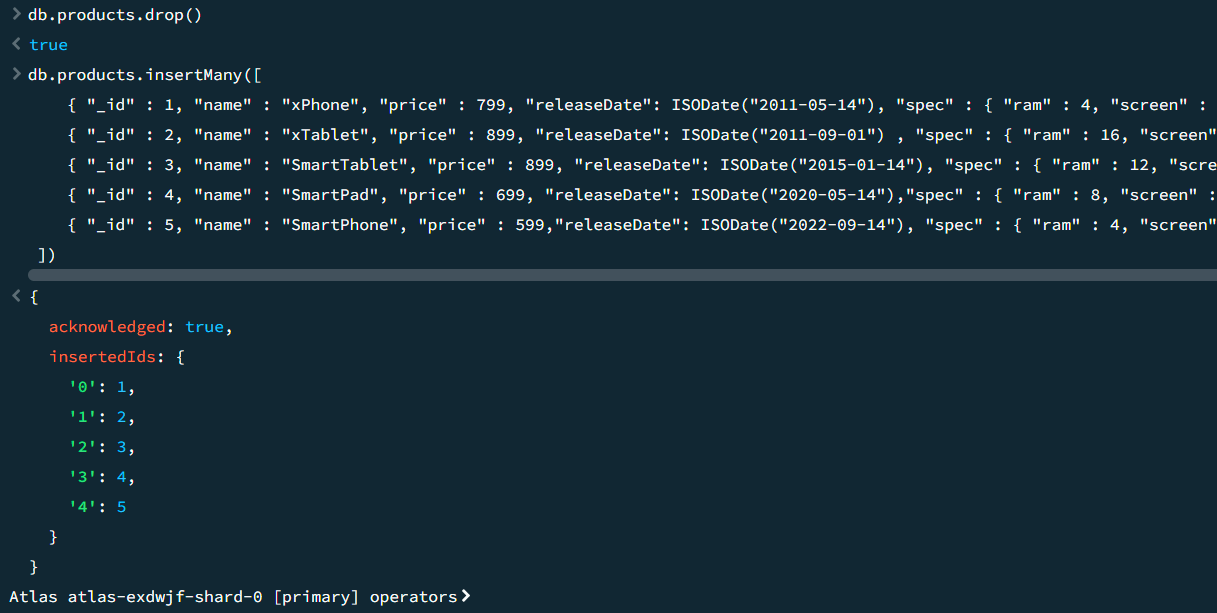 > db.products.drop()
< true
> db.products.insertMany([
{ "_id" : 1, "name" : "xPhone", "price" : 799, "releaseDate": ISODate("2011-05-14"), "spec" : { "ram" : 4, "screen" :
{ "_id" : 2, "name" : "xTablet", "price" : 899, "releaseDate": ISODate("2011-09-01") , "spec" : { "ram" : 16, "screen"
{ "_id" : 3, "name" : "SmartTablet", "price" : 899, "releaseDate": ISODate("2015-01-14"), "spec" : { "ram" : 12, "scre
{ "_id" : 4, "name" : "SmartPad", "price" : 699, "releaseDate": ISODate("2020-05-14"),"spec" : { "ram" : 8, "screen" :
{ "_id" : 5, "name" : "SmartPhone", "price" : 599,"releaseDate": ISODate("2022-09-14"), "spec" : { "ram" : 4, "screen"
])
< {
acknowledged: true,
insertedIds: {
'0': 1,
'1': 2,
'2': 3,
'3': 4,
'4': 5
}
}
Atlas atlas-exdwjf-shard-0 [primary] operators>